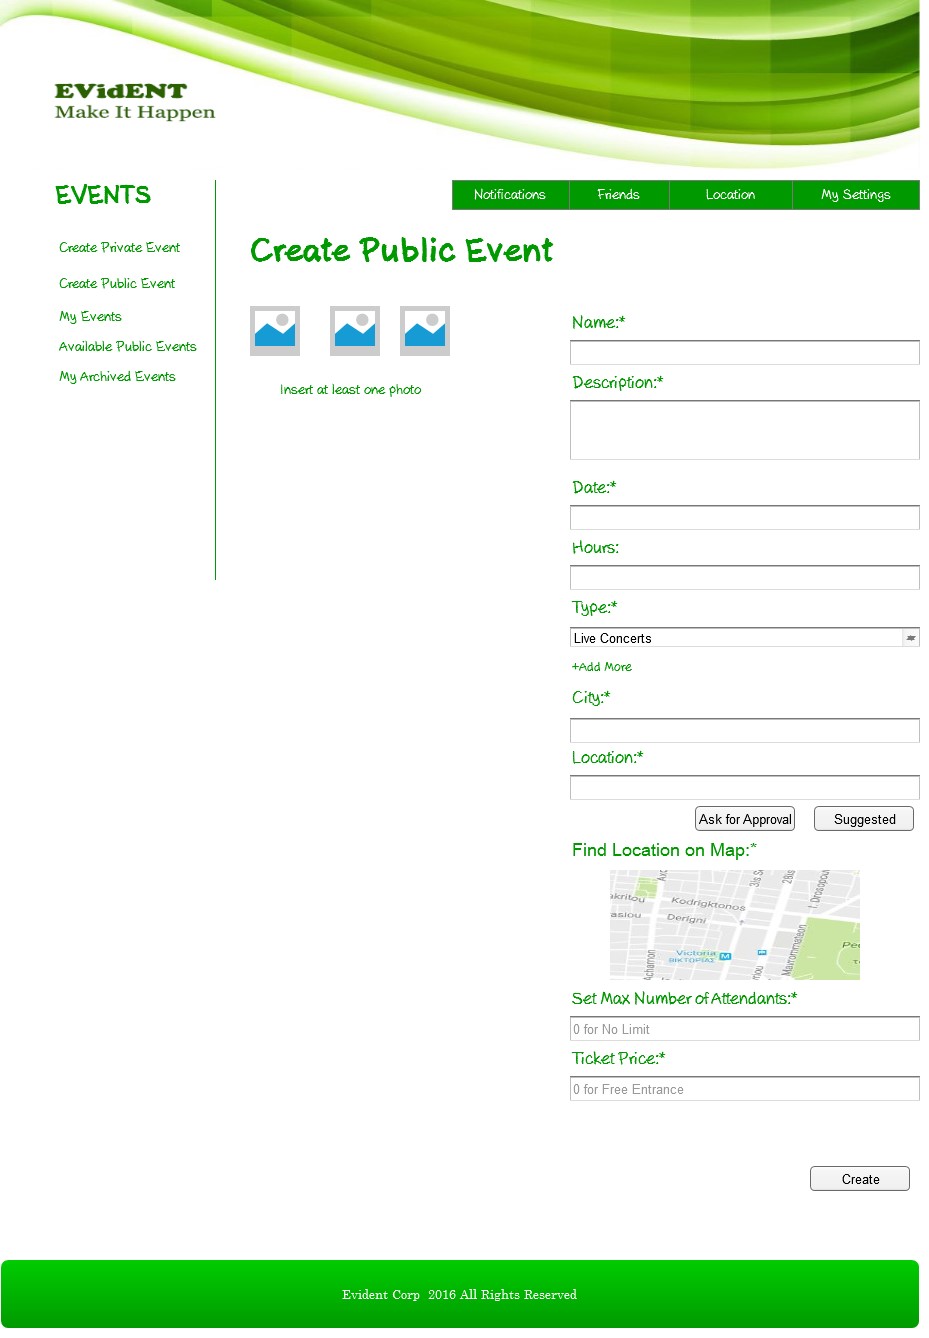 EVidENT
Make It Happen
EVENTS
Notifications
Friends
Location
My Settings
Create Private Event
Create Public Event
My Events
Available Public Events
My Archived Events
Create Public Event
Insert at least one photo
Name:*
Description:*
Date:*
Hours:
Type:*
Live Concerts
+Add More
City:*
Location:*
Ask for Approval
Suggested
Find Location on Map:*
akritou
Kodrigktonos
asiou
Derigni
Victoria
ΒΙΚΤΩΡΙΑΣ
M
Acharnon
Mavrommateon
I. Drosopoul
Set Max Number of Attendants:*
0 for No Limit
Ticket Price:*
0 for Free Entrance
Create
Evident Corp  2016 All Rights Reserved